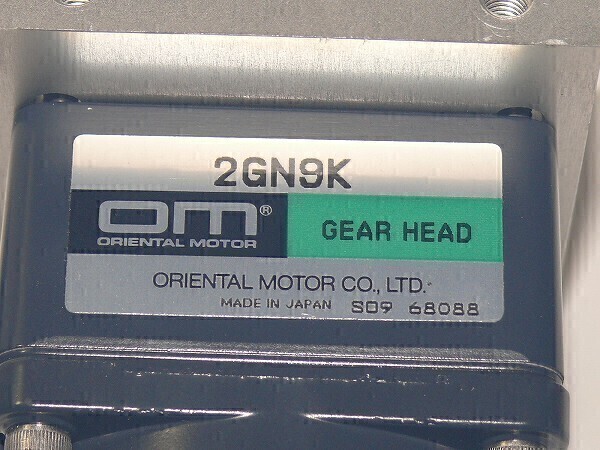 2GN9K
om®
ORIENTAL MOTOR
GEAR HEAD
ORIENTAL MOTOR CO., LTD.
MADE IN JAPAN S09 68088